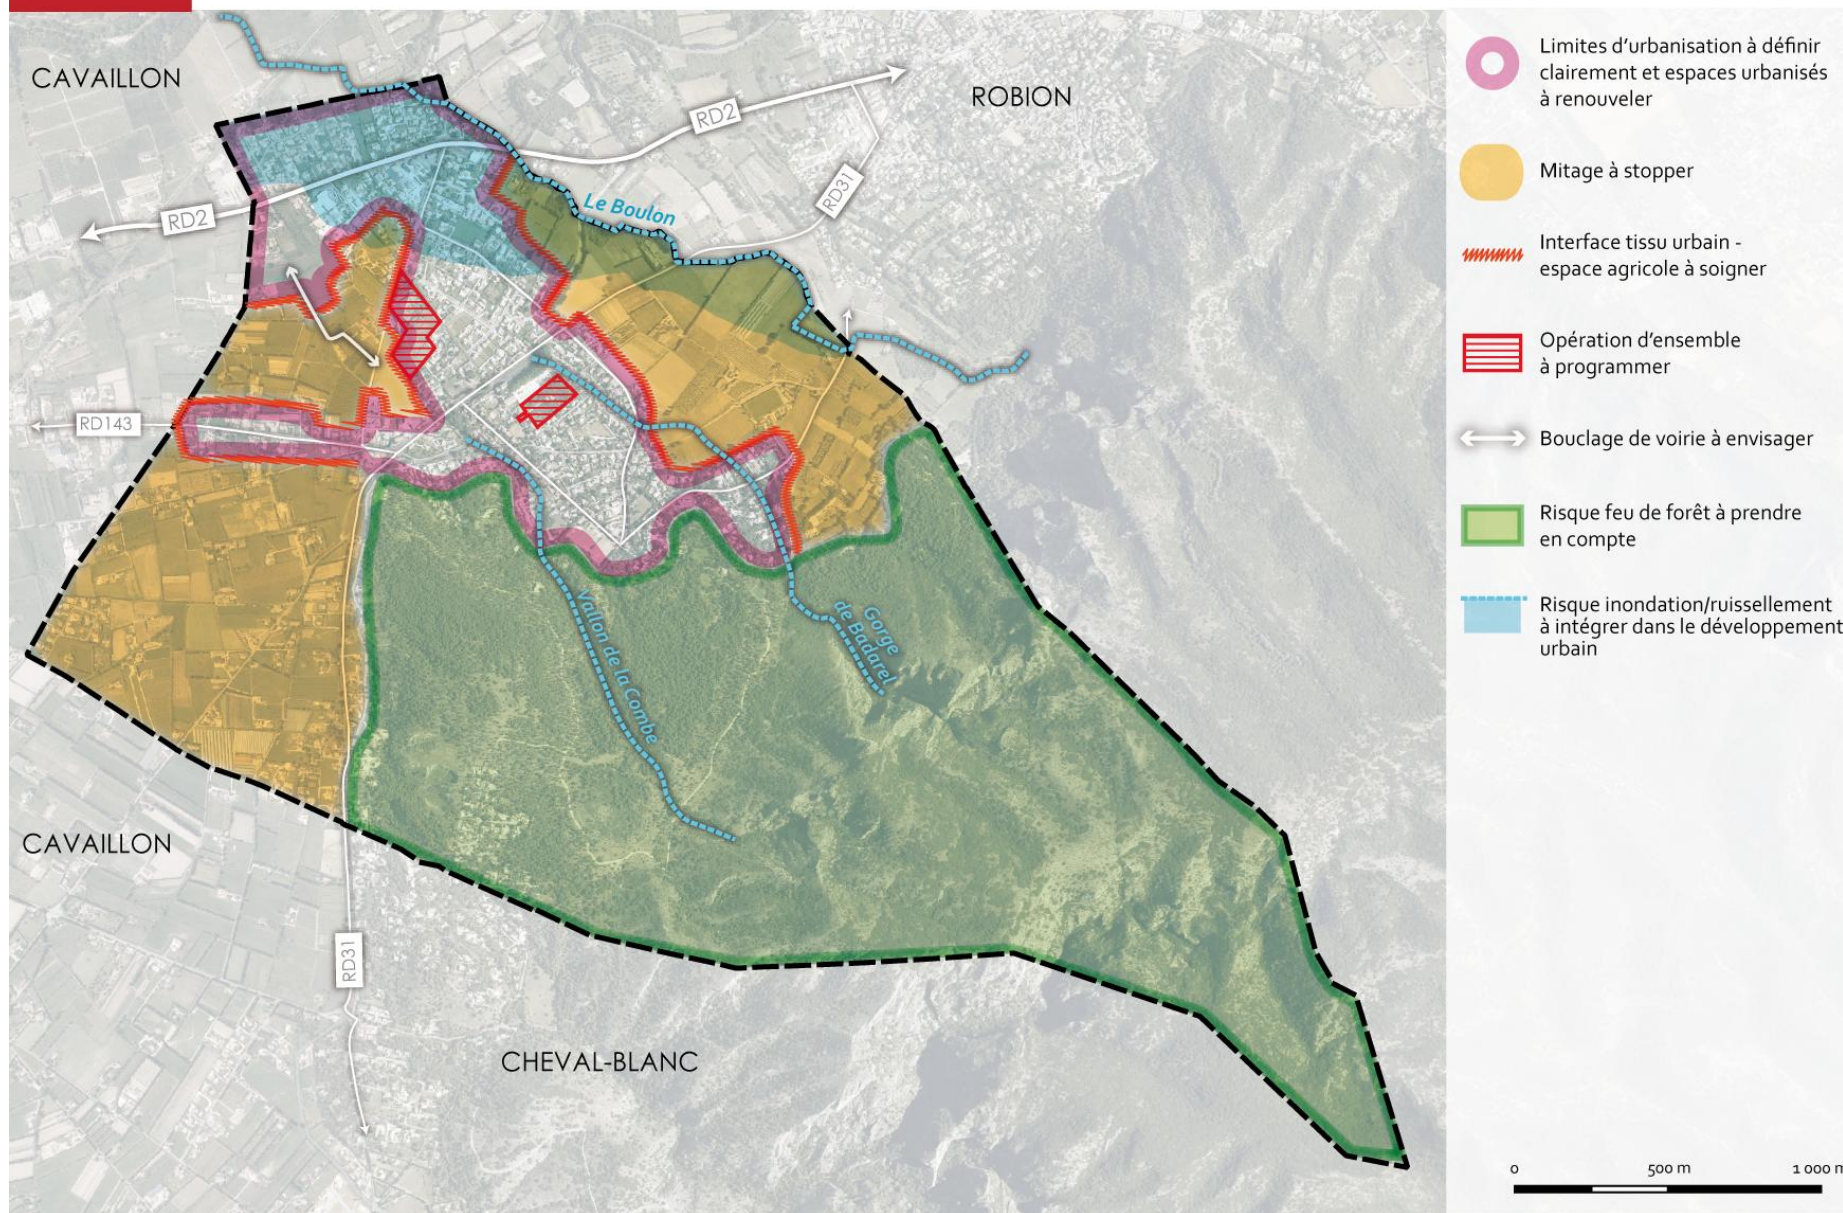 CAVAILLON
ROBION
RD2
RD31
RD2
Le Boulon
RD143
Gorge
de Badarel
Vallon de la Combe
CAVAILLON
RD31
CHEVAL-BLANC
Limites d'urbanisation à définir
clairement et espaces urbanisés
à renouveler
Mitage à stopper
Interface tissu urbain -
espace agricole à soigner
Opération d'ensemble
à programmer
Bouclage de voirie à envisager
Risque feu de forêt à prendre
en compte
Risque inondation/ruissellement
à intégrer dans le développement
urbain
0 500 m 1 000 m